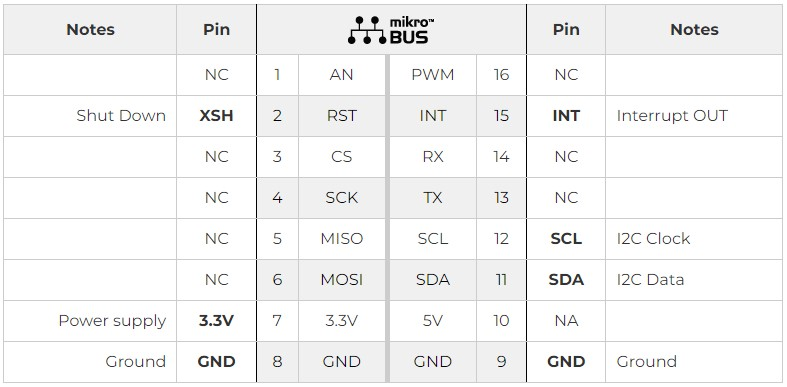 Notes Pin mikro™ BUS Pin Notes
NC 1 AN PWM 16 NC
Shut Down XSH 2 RST INT 15 INT Interrupt OUT
NC 3 CS RX 14 NC
NC 4 SCK TX 13 NC
NC 5 MISO SCL 12 SCL I2C Clock
NC 6 MOSI SDA 11 SDA I2C Data
Power supply 3.3V 7 3.3V 5V 10 NA
Ground GND 8 GND GND 9 GND Ground